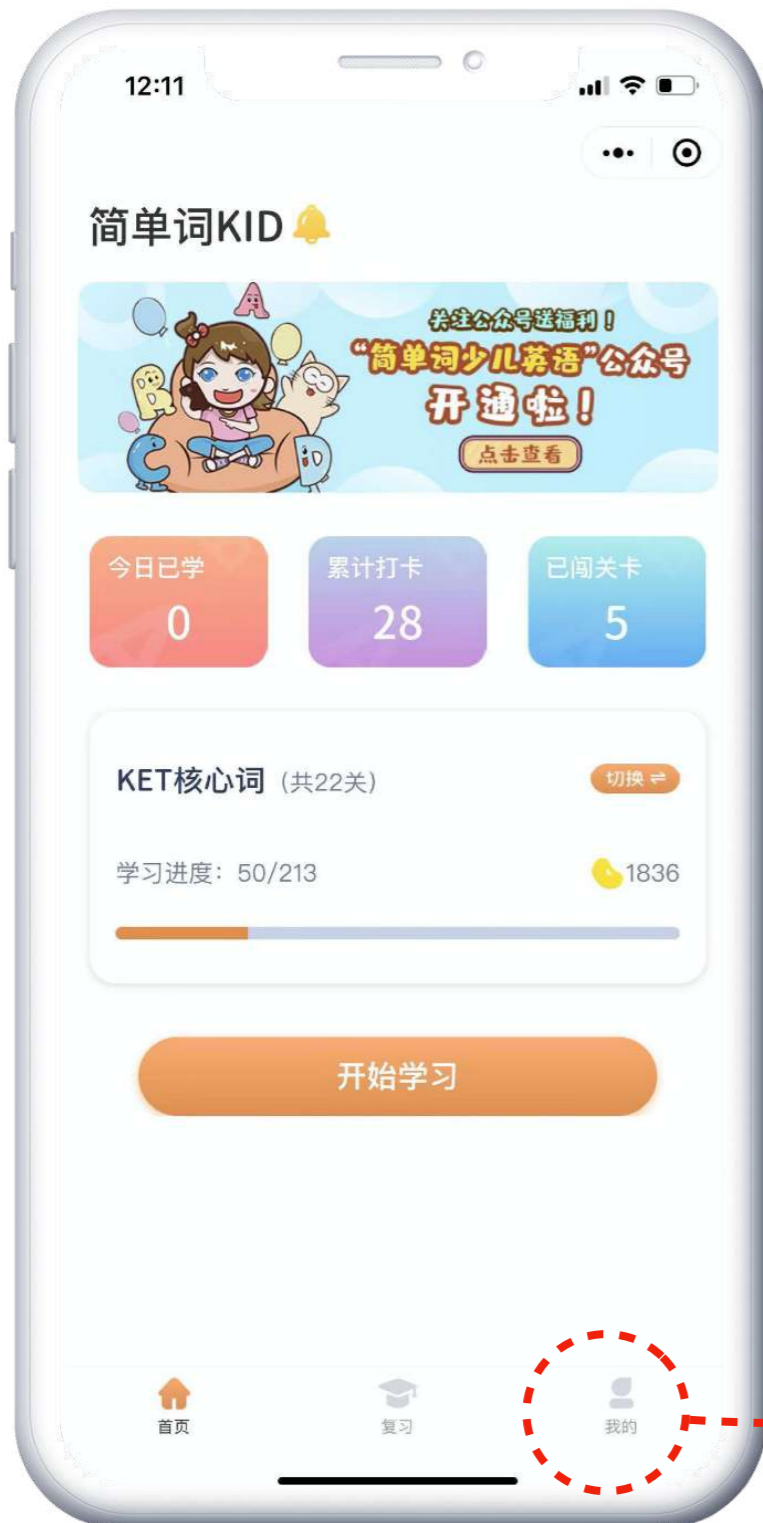 12:11
简单词KID
关注公众号送福利！
“简单词少儿英语”公众号
开通啦！
点击查看
A
B
C
D
今日已学
0
累计打卡
28
已闯关卡
5
KET核心词（共22关）
切换
学习进度：50/213
1836
开始学习
首页
复习
我的